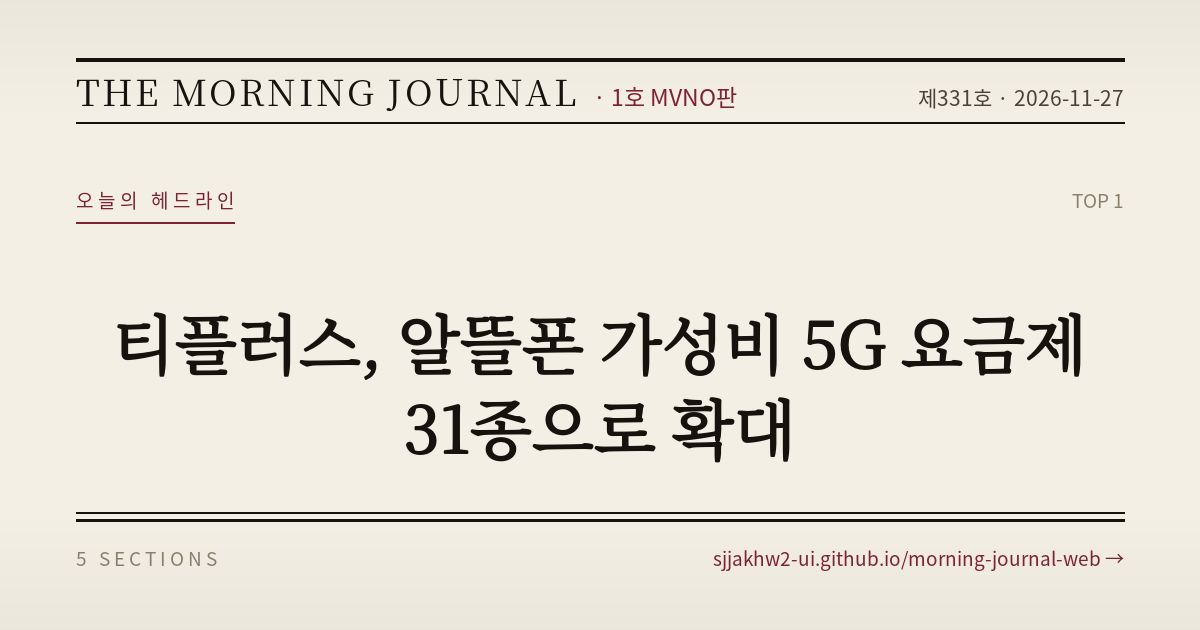 THE MORNING JOURNAL · 1호 MVNO판 제331호 · 2026-11-27
오늘의 헤드라인 TOP 1
티플러스, 알뜰폰 가성비 5G 요금제
31종으로 확대
5 SECTIONS sjjakhw2-ui.github.io/morning-journal-web →